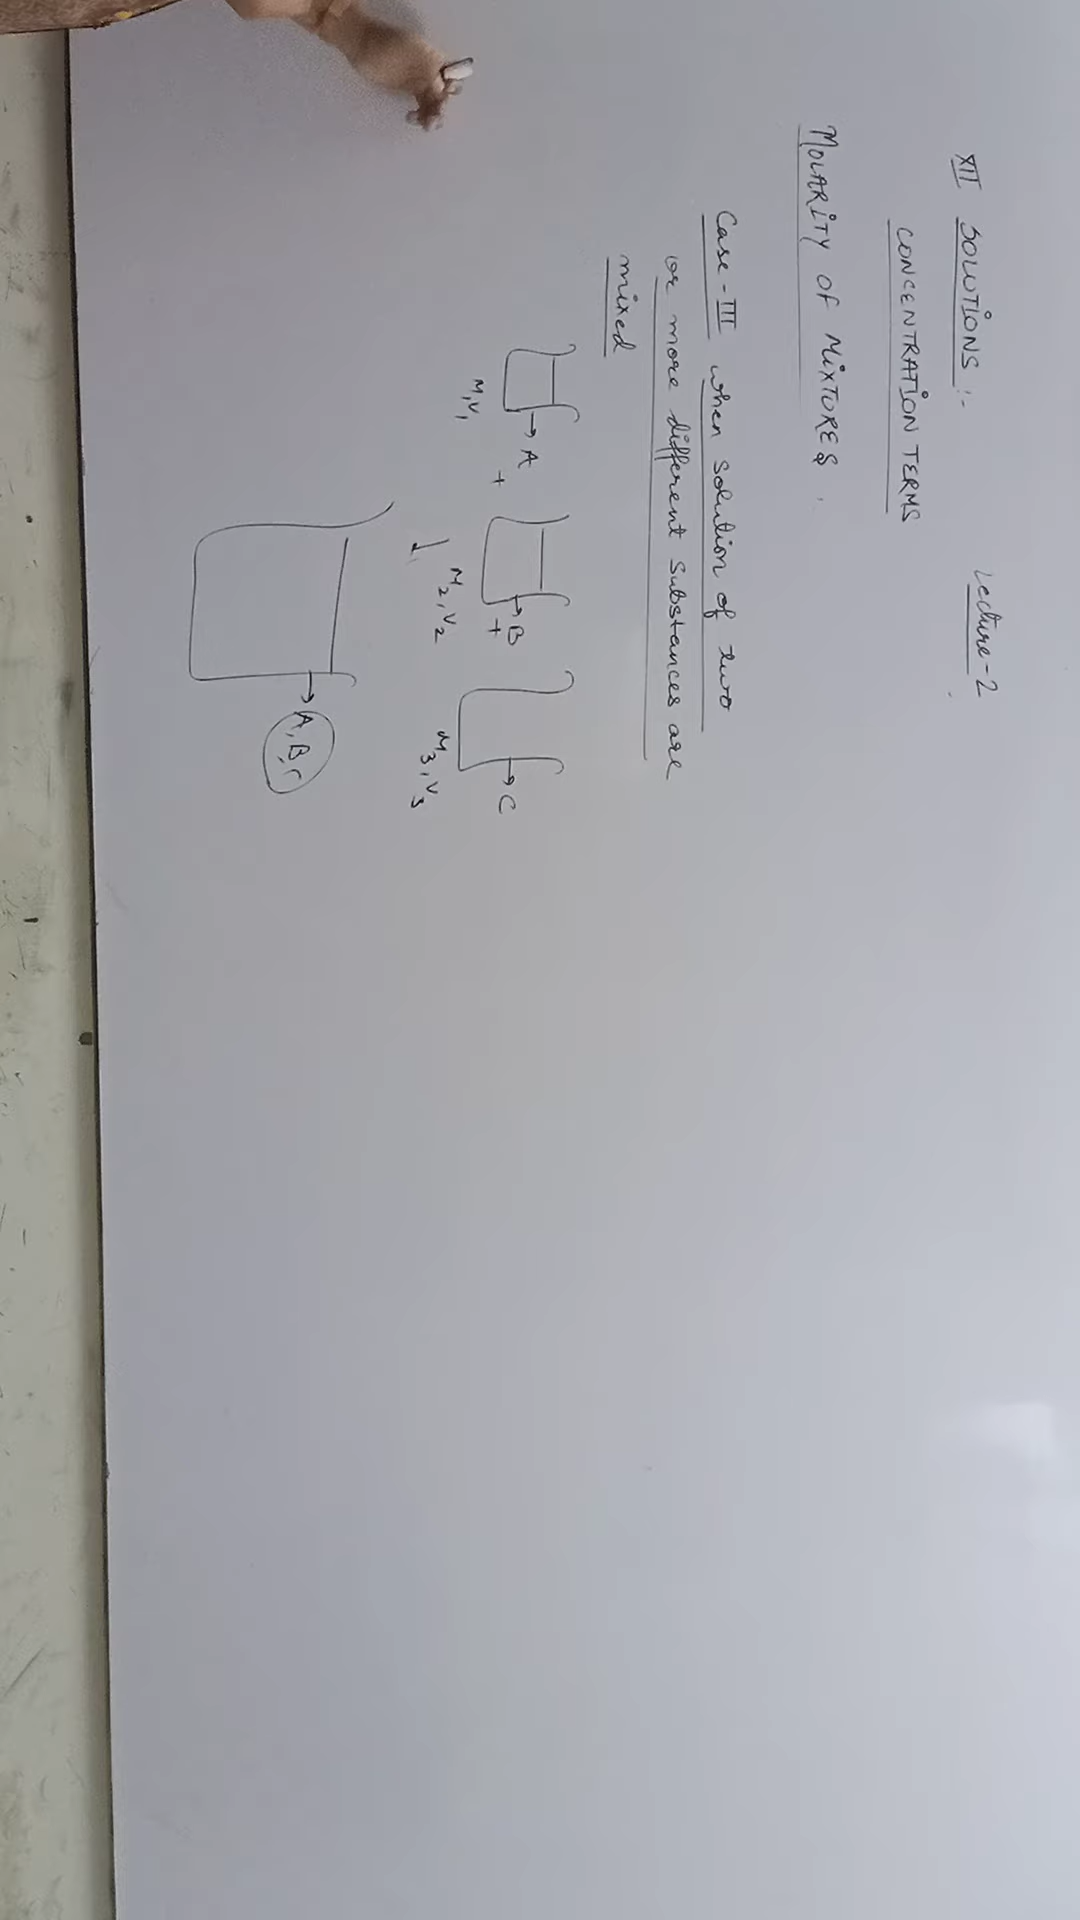 XII SOLUTIONS :- Lecture-2
CONCENTRATION TERMS
MOLARITY OF MIXTURES.
Case-III when solution of two
or more different substances are
mixed
A + B + C
M₁V₁ M₂,V₂ M₃,V₃
A,B,C